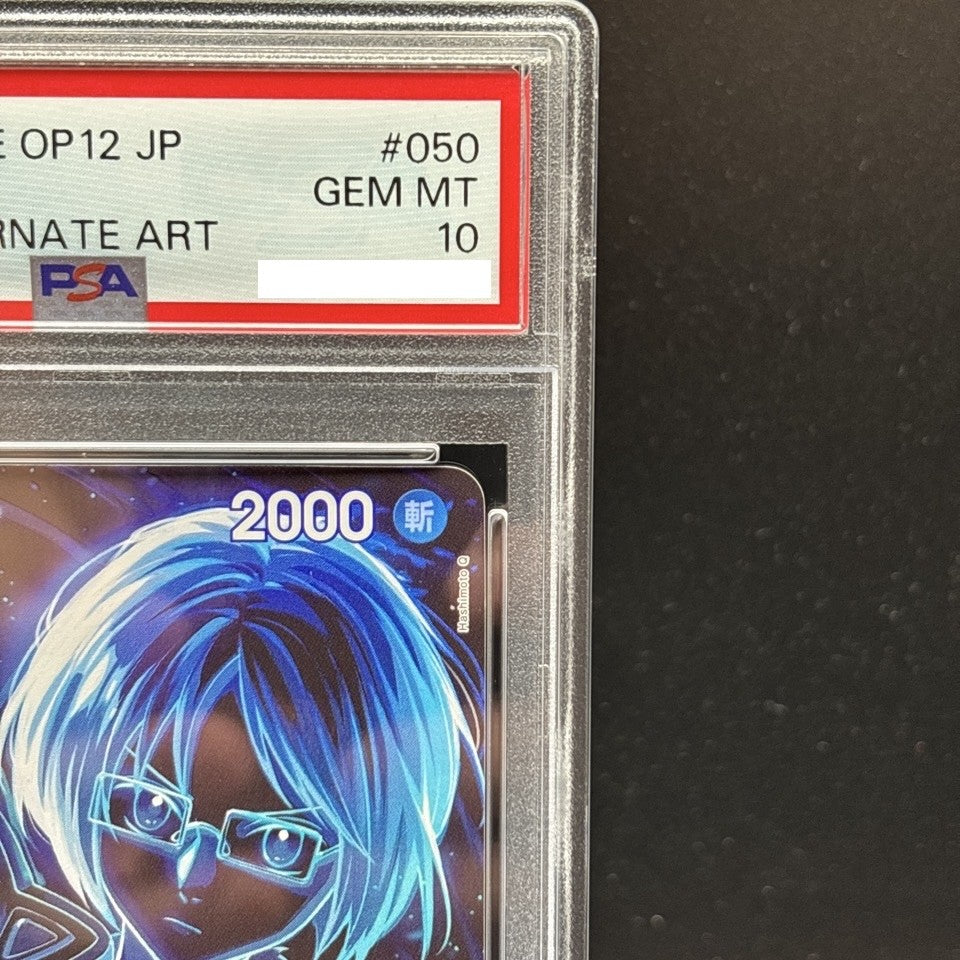 E OP12 JP #050
GEM MT
RNATE ART 10
PSA
2000 斬
Hashimoto Q